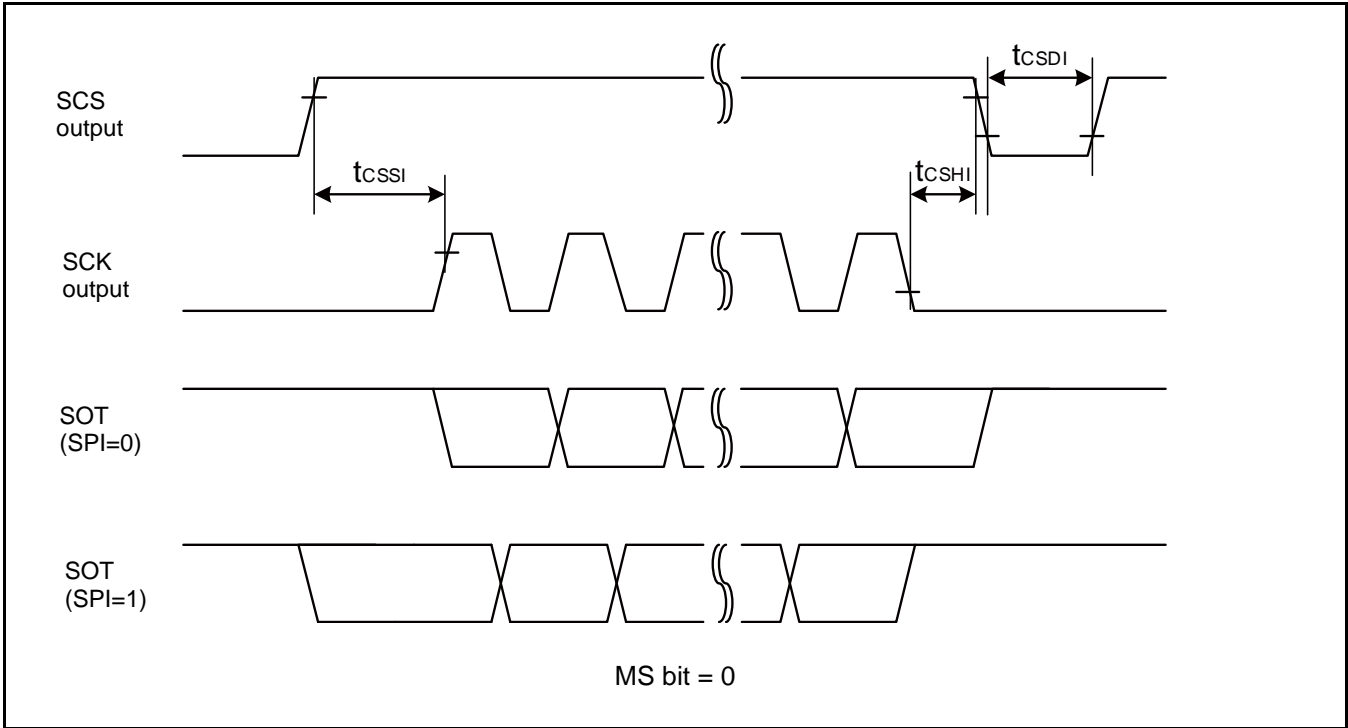 tCSDI
SCS
output
tCSSI
tCSHI
SCK
output
SOT
(SPI=0)
SOT
(SPI=1)
MS bit = 0